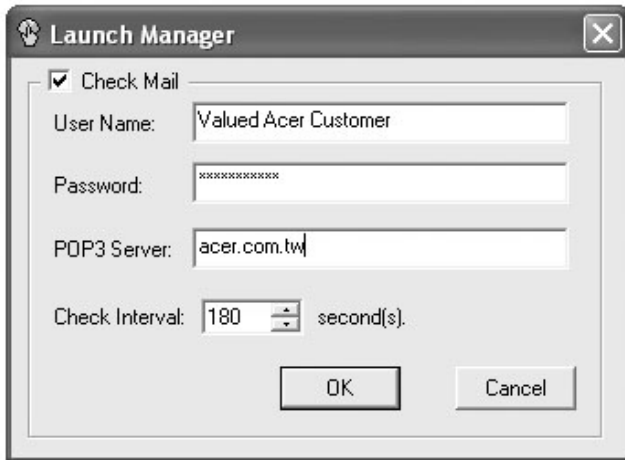 Launch Manager
Check Mail
User Name: Valued Acer Customer
Password: ***********
POP3 Server: acer.com.tw
Check Interval: 180 second(s).
OK Cancel